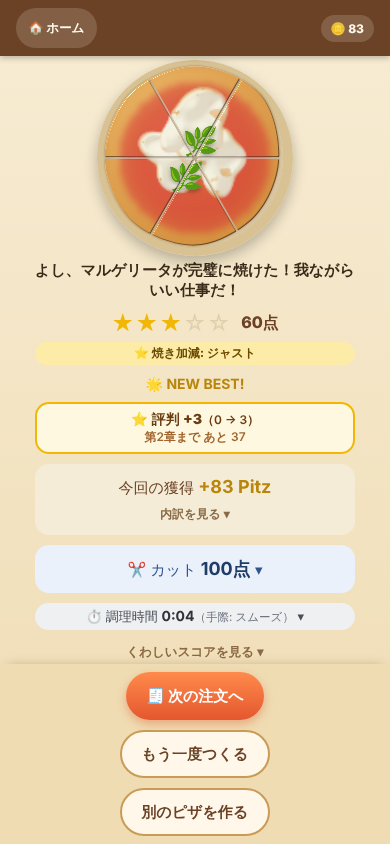 🏠 ホーム
🪙 83
よし、マルゲリータが完璧に焼けた！我ながら
いい仕事だ！
★★★☆☆ 60点
⭐ 焼き加減: ジャスト
🌟 NEW BEST!
⭐ 評判 +3（0 → 3）
第2章まで あと 37
今回の獲得 +83 Pitz
内訳を見る ▾
✂️ カット 100点 ▾
⏱️ 調理時間 0:04（手際: スムーズ） ▾
くわしいスコアを見る ▾
🧾 次の注文へ
もう一度つくる
別のピザを作る